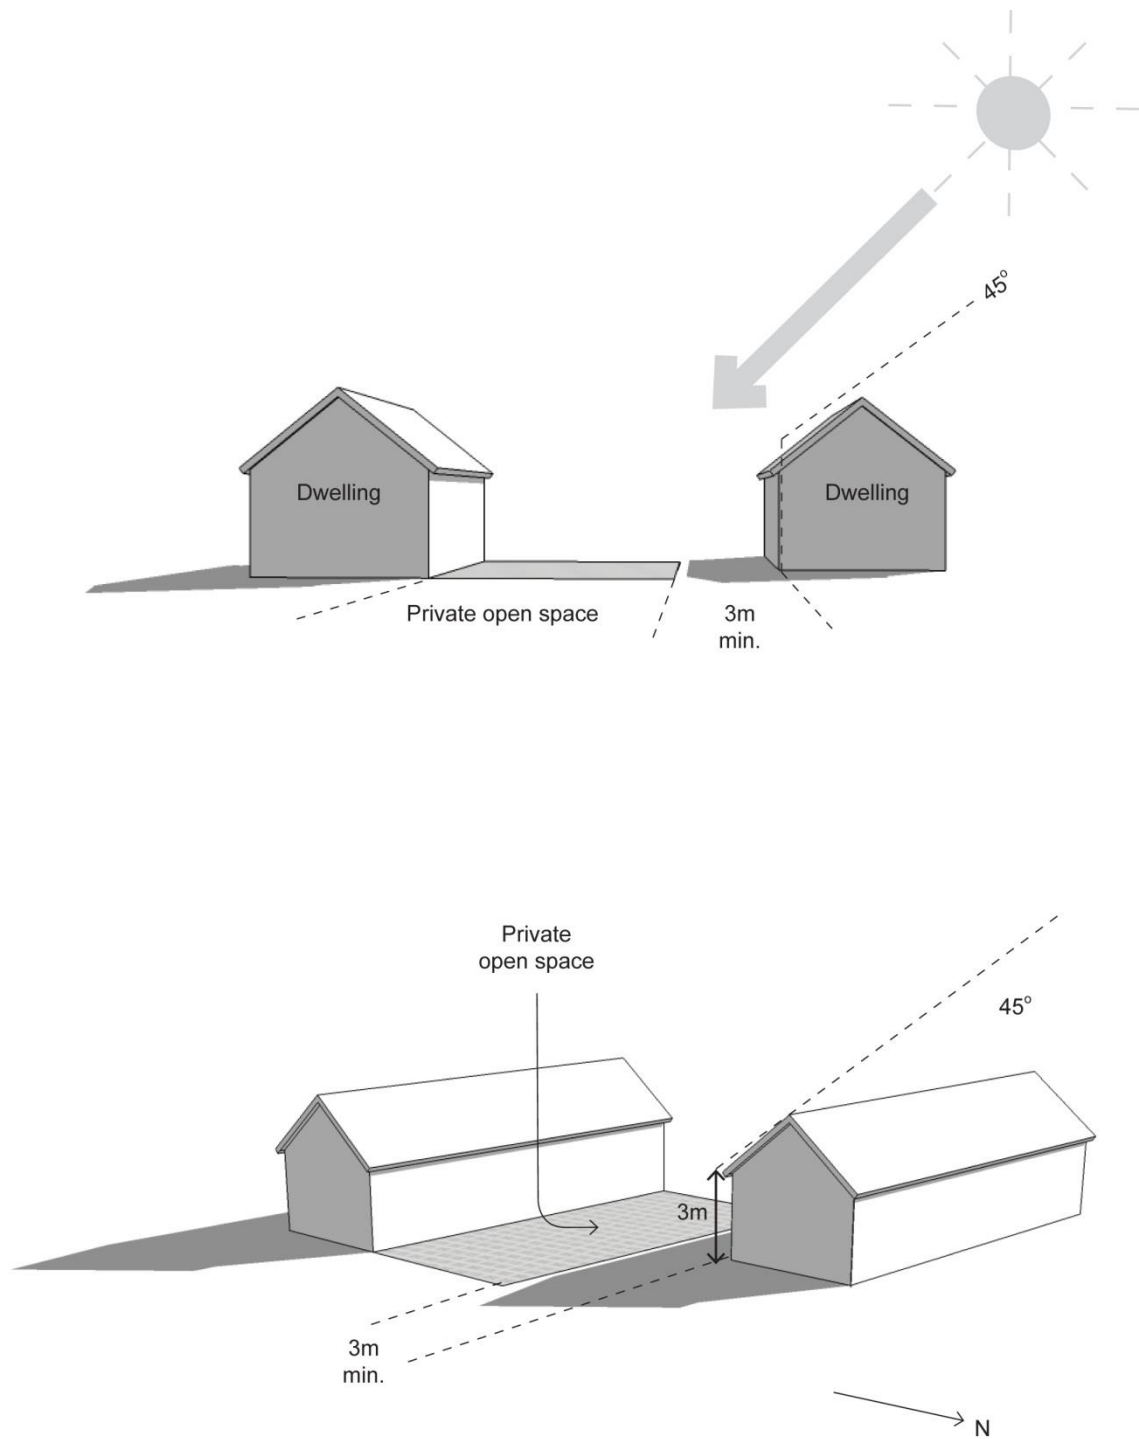 45°
Dwelling
Dwelling
Private open space
3m
min.
Private
open space
45°
3m
3m
min.
N